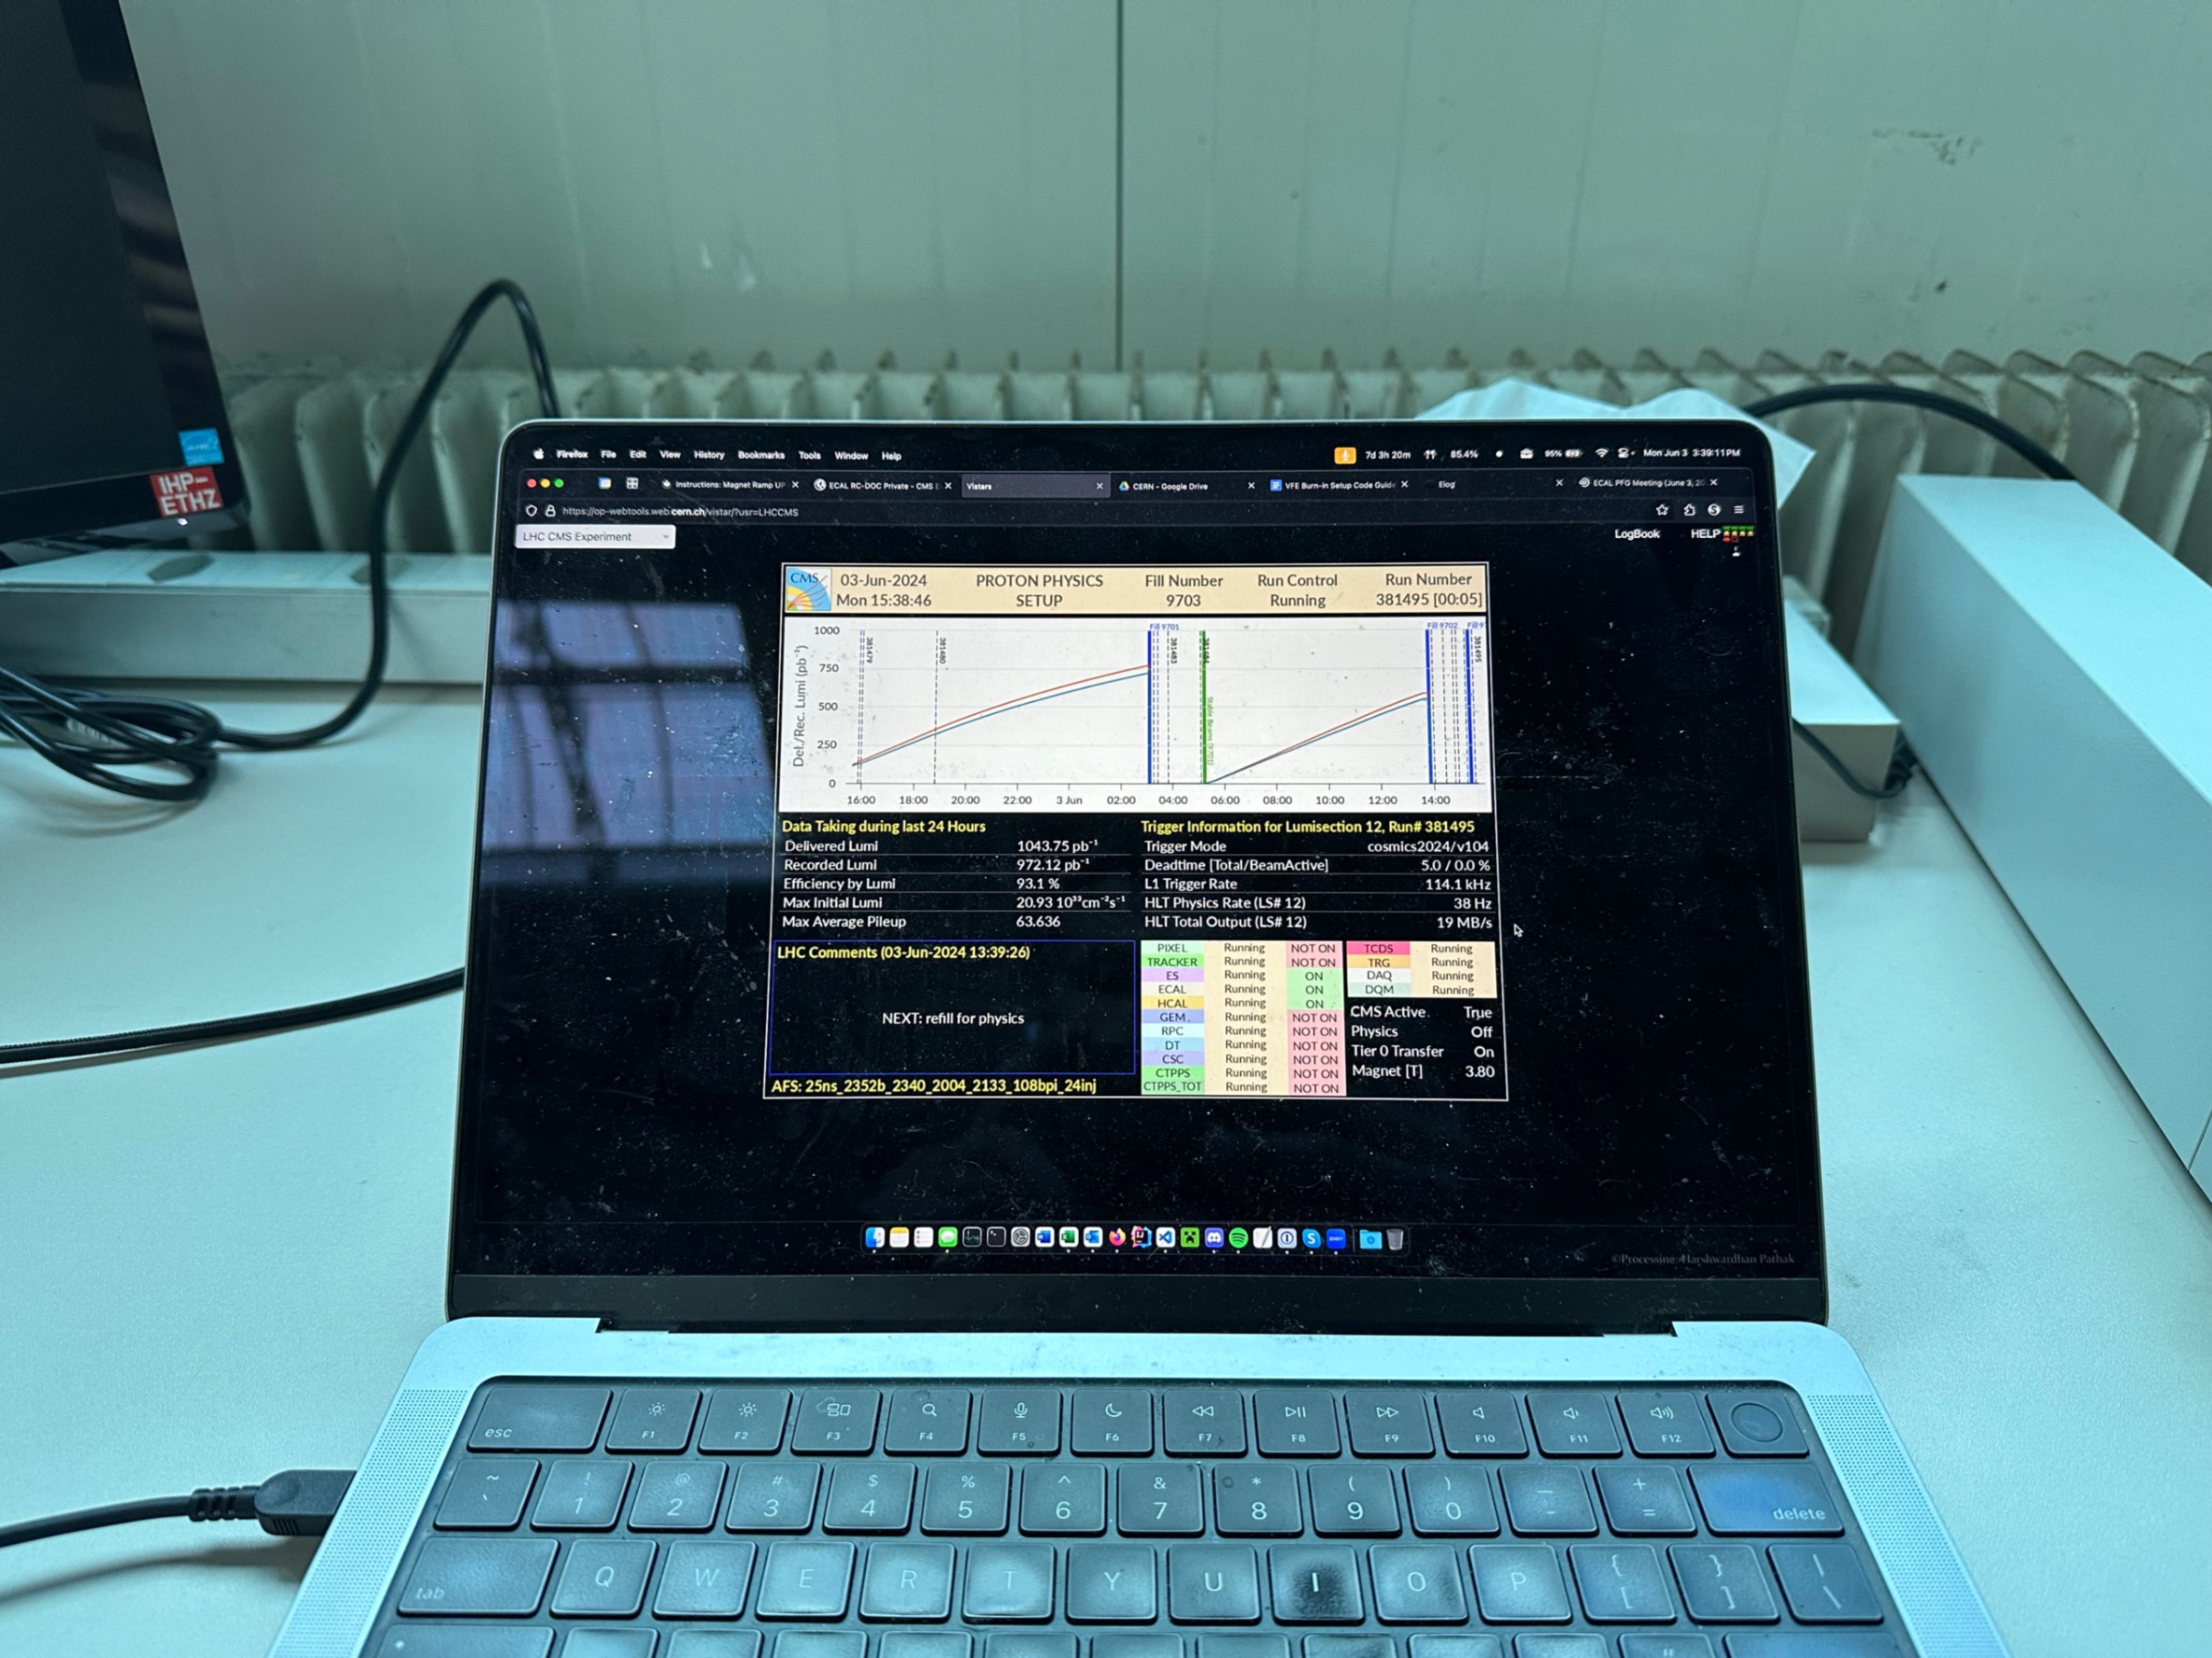 IHP-
ETHZ
Firefox File Edit View History Bookmarks Tools Window Help
7d 3h 20m 85.4% 95% Mon Jun 3 3:39:11 PM
Instructions: Magnet Ramp UP
ECAL RC-DOC Private - CMS
Vistars
CERN - Google Drive
VFE Burn-in Setup Code Guide
Elog
ECAL PFG Meeting (June 3, 20
https://op-webtools.web.cern.ch/vistar/?usr=LHCCMS
LHC CMS Experiment
LogBook HELP
CMS
03-Jun-2024 PROTON PHYSICS Fill Number Run Control Run Number
Mon 15:38:46 SETUP 9703 Running 381495 [00:05]
Del./Rec. Lumi (pb⁻¹)
1000
750
500
250
0
381479
381480
Fill 9701
381483
Fill 9702
Fill 9
381495
16:00 18:00 20:00 22:00 3 Jun 02:00 04:00 06:00 08:00 10:00 12:00 14:00
Data Taking during last 24 Hours
Delivered Lumi 1043.75 pb⁻¹
Recorded Lumi 972.12 pb⁻¹
Efficiency by Lumi 93.1 %
Max Initial Lumi 20.93 10³³cm⁻²s⁻¹
Max Average Pileup 63.636
Trigger Information for Lumisection 12, Run# 381495
Trigger Mode cosmics2024/v104
Deadtime [Total/BeamActive] 5.0 / 0.0 %
L1 Trigger Rate 114.1 kHz
HLT Physics Rate (LS# 12) 38 Hz
HLT Total Output (LS# 12) 19 MB/s
LHC Comments (03-Jun-2024 13:39:26)
NEXT: refill for physics
AFS: 25ns_2352b_2340_2004_2133_108bpi_24inj
PIXEL Running NOT ON
TRACKER Running NOT ON
ES Running ON
ECAL Running ON
HCAL Running ON
GEM Running NOT ON
RPC Running NOT ON
DT Running NOT ON
CSC Running NOT ON
CTPPS Running NOT ON
CTPPS_TOT Running NOT ON
TCDS Running
TRG Running
DAQ Running
DQM Running
CMS Active True
Physics Off
Tier 0 Transfer On
Magnet [T] 3.80
©Processing: Harshwardhan Pathak
esc F1 F2 F3 F4 F5 F6 F7 F8 F9 F10 F11 F12
~ ! @ # $ % ^ & * ( ) _ +
` 1 2 3 4 5 6 7 8 9 0 - = delete
tab Q W E R T Y U I O P { [ } ] | \